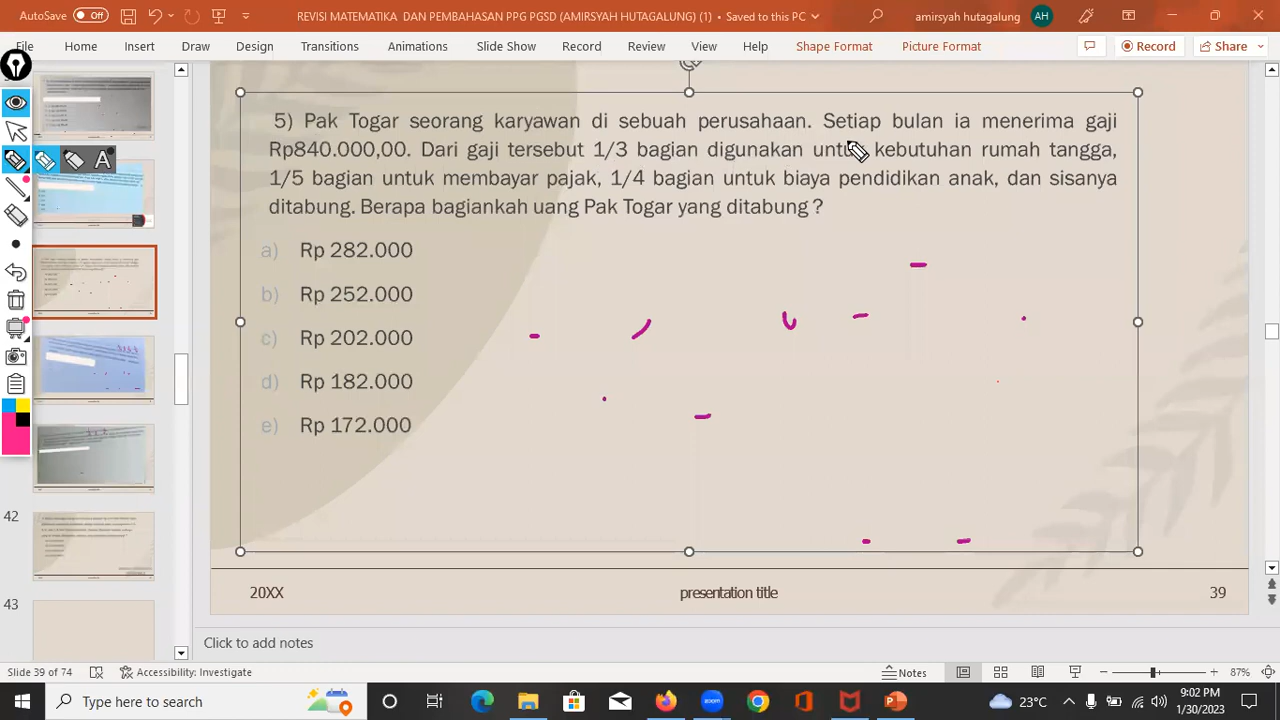 AutoSave Off REVISI MATEMATIKA DAN PEMBAHASAN PPG PGSD (AMIRSYAH HUTAGALUNG) (1) • Saved to this PC amirsyah hutagalung AH
File Home Insert Draw Design Transitions Animations Slide Show Record Review View Help Shape Format Picture Format Record Share
5) Pak Togar seorang karyawan di sebuah perusahaan. Setiap bulan ia menerima gaji
Rp840.000,00. Dari gaji tersebut 1/3 bagian digunakan untuk kebutuhan rumah tangga,
1/5 bagian untuk membayar pajak, 1/4 bagian untuk biaya pendidikan anak, dan sisanya
ditabung. Berapa bagiankah uang Pak Togar yang ditabung ?
a) Rp 282.000
b) Rp 252.000
c) Rp 202.000
d) Rp 182.000
e) Rp 172.000
A
42
43
20XX presentation title 39
Click to add notes
Slide 39 of 74 Accessibility: Investigate Notes 87%
Type here to search zoom 23°C 9:02 PM
1/30/2023